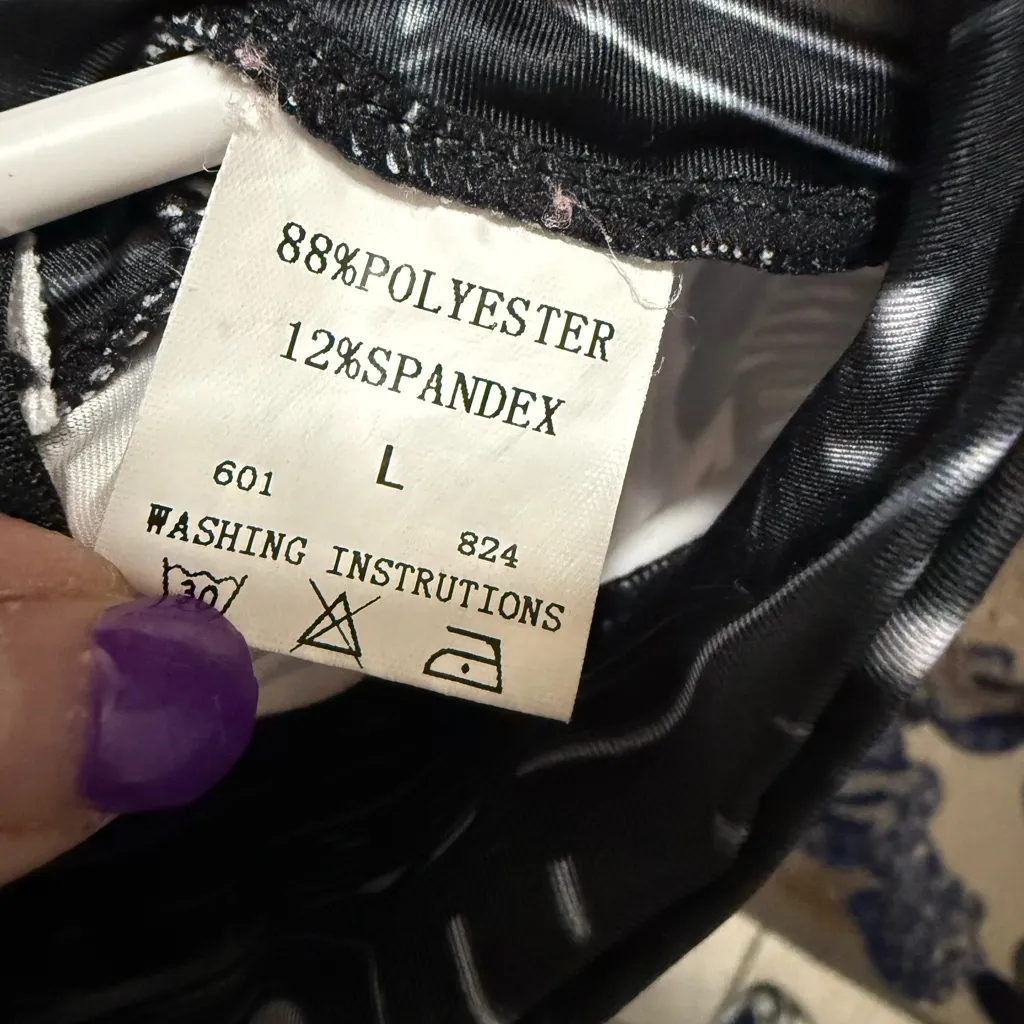 88%POLYESTER
12%SPANDEX
L
601 824
WASHING INSTRUTIONS
30